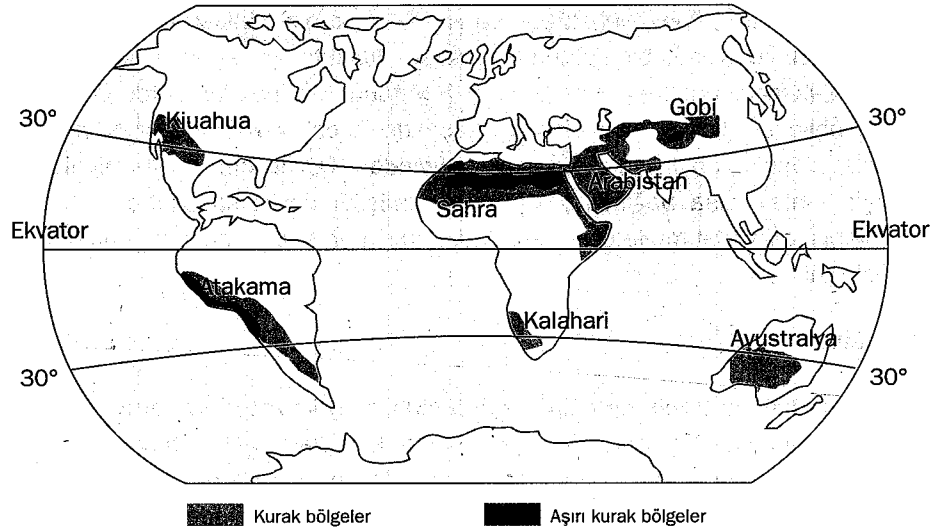 Kiuahua
Gobi
30°
30°
Arabistan
Sahra
Ekvator
Ekvator
Atakama
Kalahari
Avustralya
30°
30°
Kurak bölgeler
Aşırı kurak bölgeler